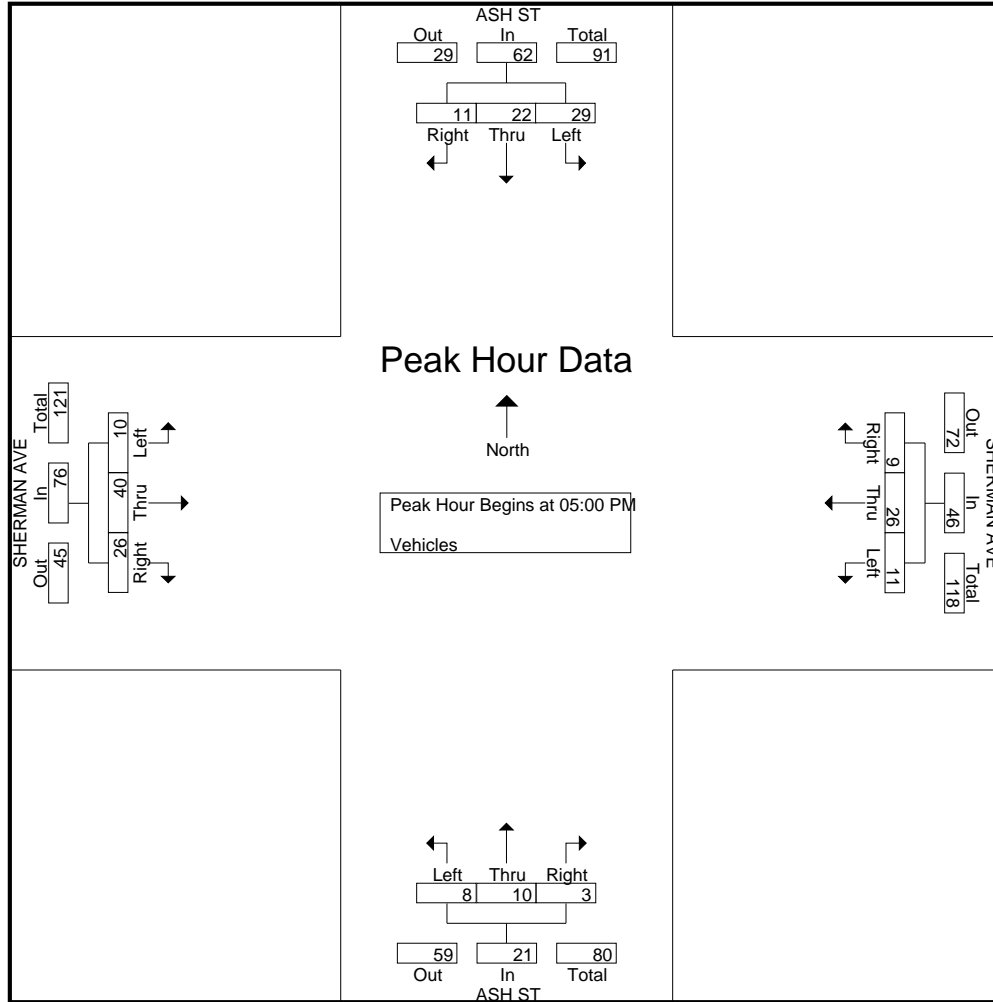 ASH ST
Out In Total
29 62 91
11 22 29
Right Thru Left
Peak Hour Data
North
Peak Hour Begins at 05:00 PM
Vehicles
SHERMAN AVE
Out In Total
45 76 121
26 40 10
Right Thru Left
SHERMAN AVE
Out In Total
72 46 118
9 26 11
Right Thru Left
Left Thru Right
8 10 3
59 21 80
Out In Total
ASH ST